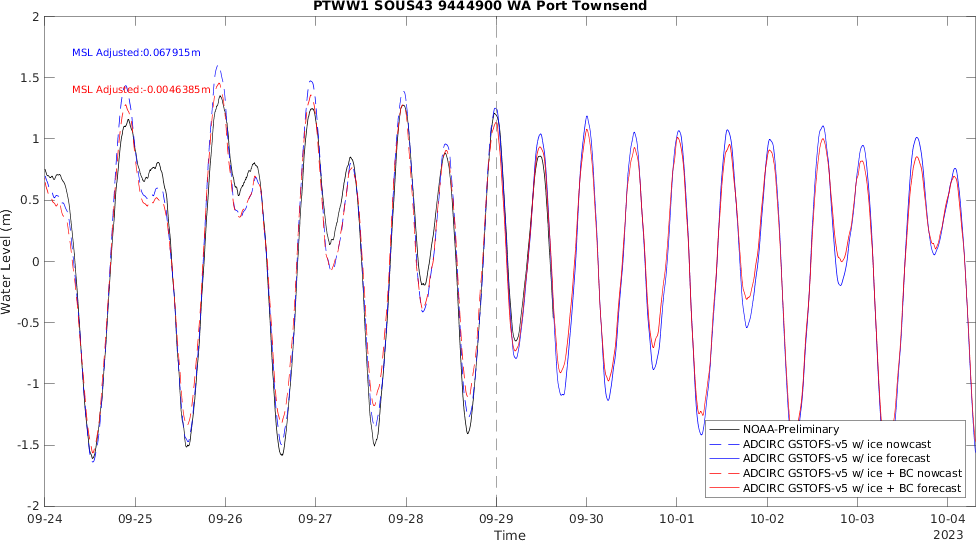 PTWW1 SOUS43 9444900 WA Port Townsend
MSL Adjusted:0.067915m
MSL Adjusted:-0.0046385m
2
1.5
1
0.5
0
-0.5
-1
-1.5
-2
Water Level (m)
NOAA-Preliminary
ADCIRC GSTOFS-v5 w/ ice nowcast
ADCIRC GSTOFS-v5 w/ ice forecast
ADCIRC GSTOFS-v5 w/ ice + BC nowcast
ADCIRC GSTOFS-v5 w/ ice + BC forecast
09-24 09-25 09-26 09-27 09-28 09-29 09-30 10-01 10-02 10-03 10-04
Time
2023